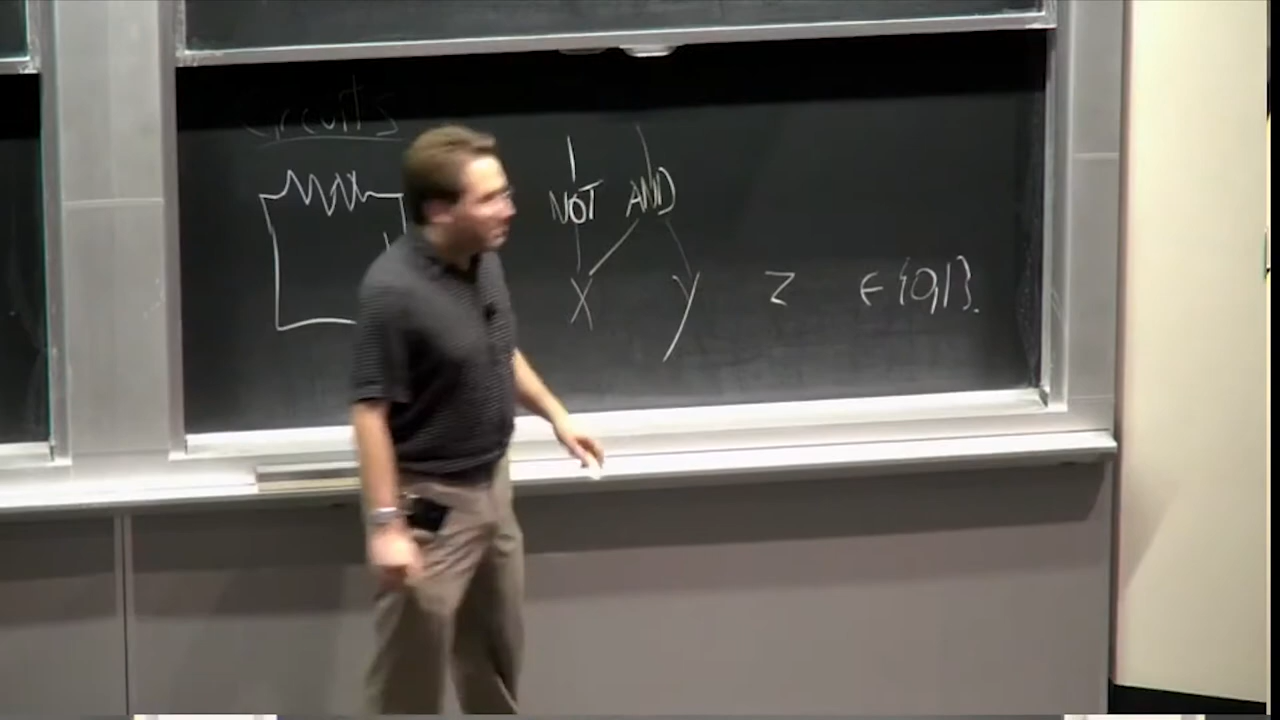 Circuits
NOT AND
X y z ∈ {0,1}.